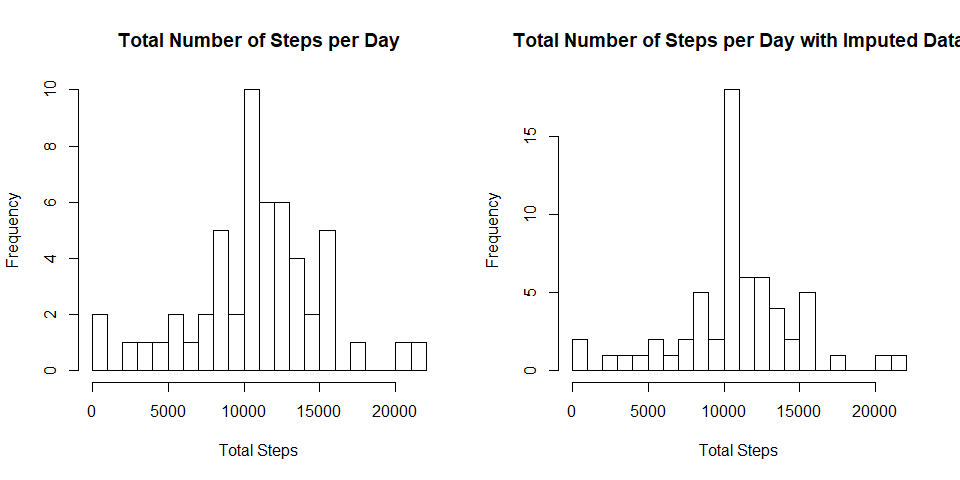 Total Number of Steps per Day
Frequency
10
8
6
4
2
0
0 5000 10000 15000 20000
Total Steps
Total Number of Steps per Day with Imputed Data
Frequency
15
10
5
0
0 5000 10000 15000 20000
Total Steps